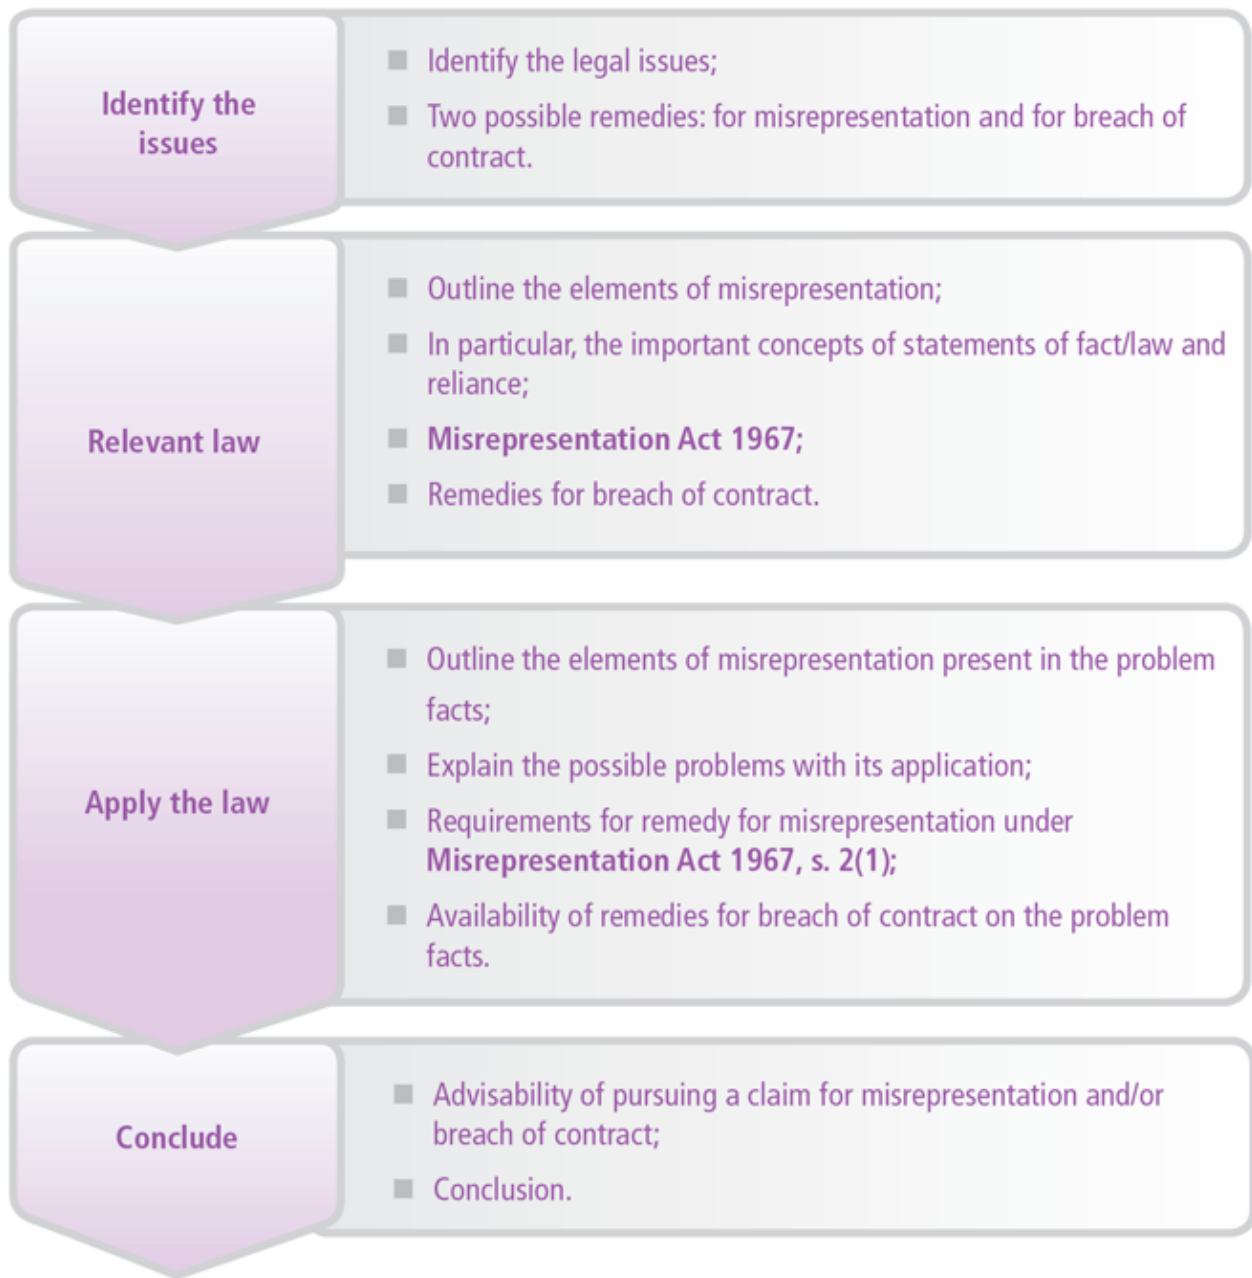 Identify the
issues
■ Identify the legal issues;
■ Two possible remedies: for misrepresentation and for breach of
contract.
Relevant law
■ Outline the elements of misrepresentation;
■ In particular, the important concepts of statements of fact/law and
reliance;
■ Misrepresentation Act 1967;
■ Remedies for breach of contract.
Apply the law
■ Outline the elements of misrepresentation present in the problem
facts;
■ Explain the possible problems with its application;
■ Requirements for remedy for misrepresentation under
Misrepresentation Act 1967, s. 2(1);
■ Availability of remedies for breach of contract on the problem
facts.
Conclude
■ Advisability of pursuing a claim for misrepresentation and/or
breach of contract;
■ Conclusion.